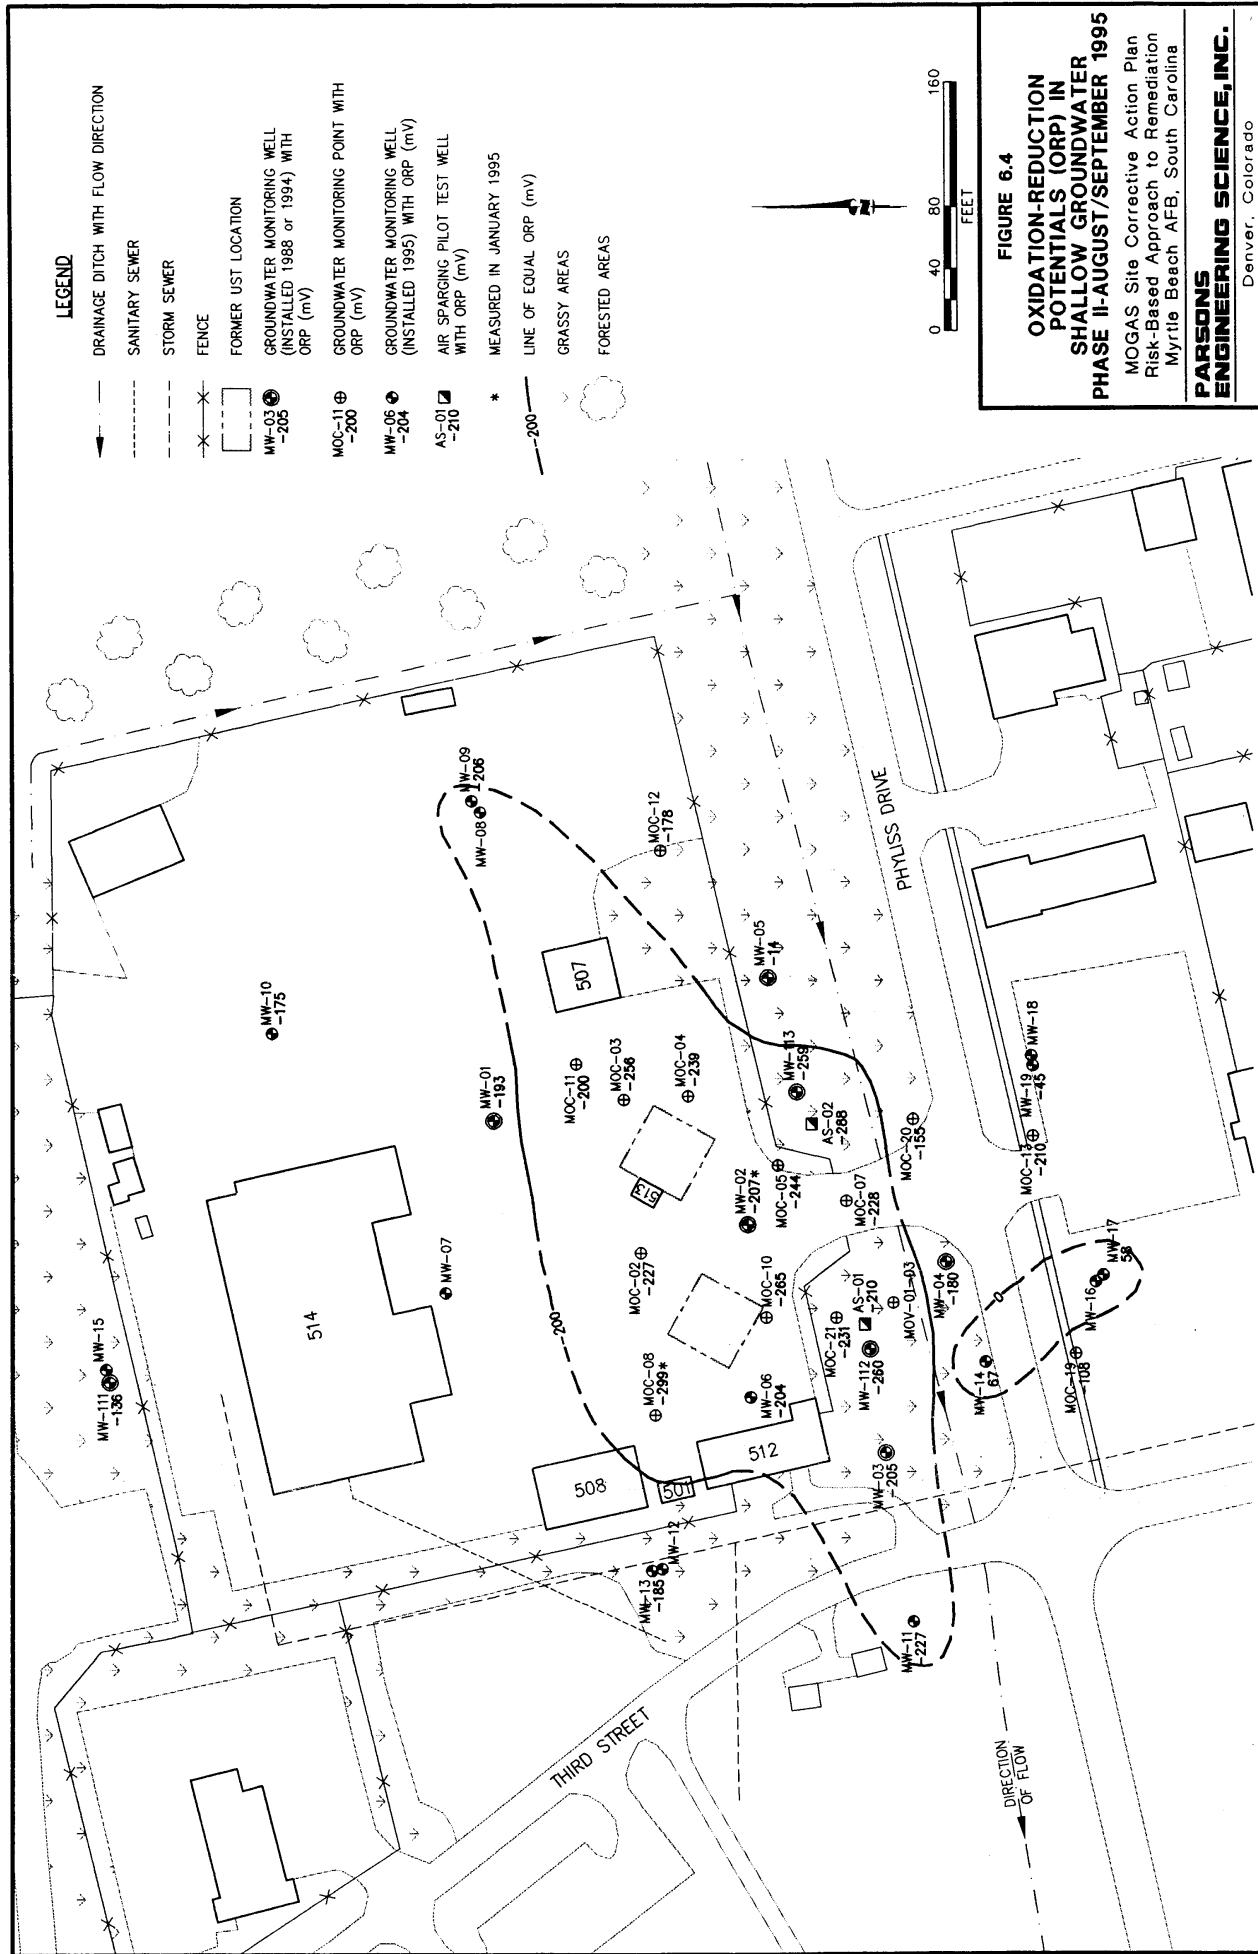 LEGEND
DRAINAGE DITCH WITH FLOW DIRECTION
SANITARY SEWER
STORM SEWER
FENCE
FORMER UST LOCATION
MW-03
-205
GROUNDWATER MONITORING WELL
(INSTALLED 1988 or 1994) WITH
ORP (mV)
MOC-11
-200
GROUNDWATER MONITORING POINT WITH
ORP (mV)
MW-06
-204
GROUNDWATER MONITORING WELL
(INSTALLED 1995) WITH ORP (mV)
AS-01
-210
AIR SPARGING PILOT TEST WELL
WITH ORP (mV)
*
MEASURED IN JANUARY 1995
-200
LINE OF EQUAL ORP (mV)
GRASSY AREAS
FORESTED AREAS
MW-15
MW-111
-136
514
MW-10
-175
MW-07
MW-01
-193
MW-09
-206
MW-08
507
MOC-12
-178
MOC-11
-200
MOC-03
-256
MOC-04
-239
513
-200
508
501
512
MW-13
-185
MW-12
MOC-08
-299*
MOC-02
-227
MW-02
-207*
MOC-10
-265
MW-06
-204
MOC-05
-244
MW-05
-14
MW-113
-259
AS-02
-288
MOC-07
-228
MOC-20
-155
MOC-21
-231
AS-01
-210
MW-112
-260
MOV-01-03
MW-04
-180
MW-03
-205
MW-11
-227
MW-14
67
0
MOC-19
-108
MW-16
MW-17
58
MOC-13
-210
MW-19
-45
MW-18
PHYLISS DRIVE
THIRD STREET
DIRECTION
OF FLOW
0 40 80 160
FEET
FIGURE 6.4
OXIDATION-REDUCTION
POTENTIALS (ORP) IN
SHALLOW GROUNDWATER
PHASE II-AUGUST/SEPTEMBER 1995
MOGAS Site Corrective Action Plan
Risk-Based Approach to Remediation
Myrtle Beach AFB, South Carolina
PARSONS
ENGINEERING SCIENCE, INC.
Denver, Colorado